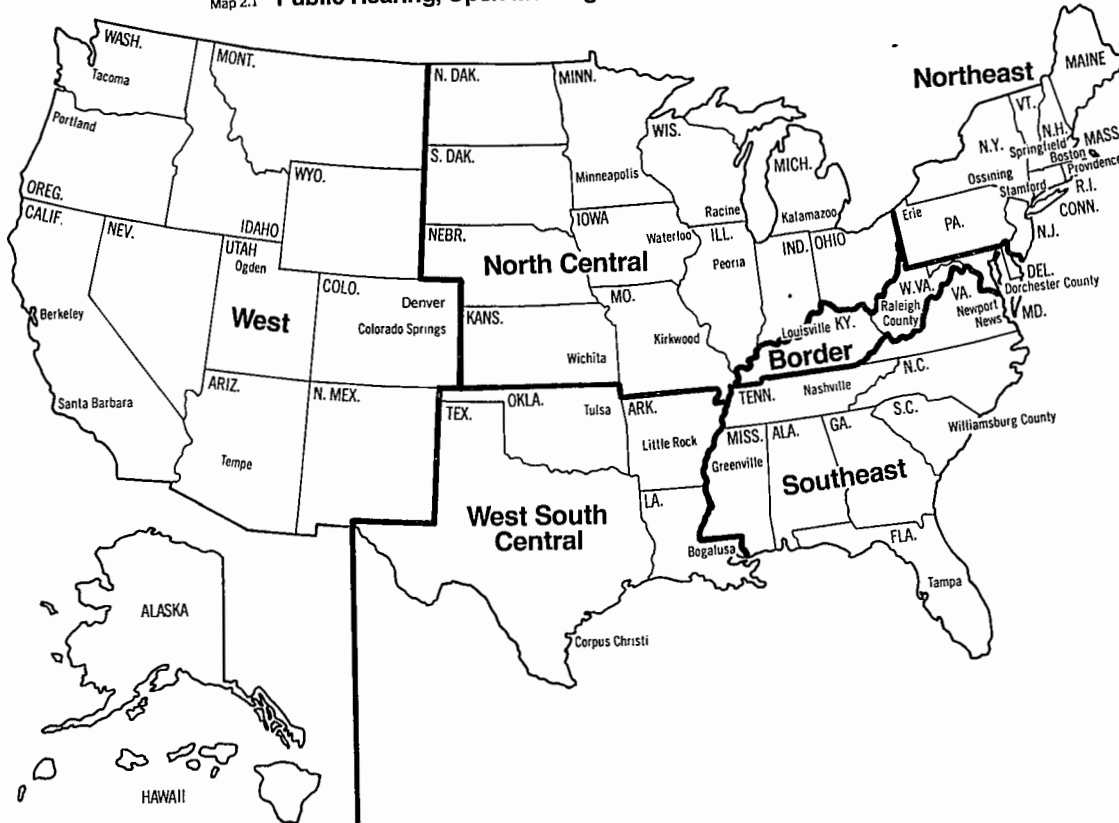 Map 2.1 Public Hearing,
WASH.
Tacoma
MONT.
N. DAK.
MINN.
Northeast
MAINE
Portland
OREG.
IDAHO
WYO.
S. DAK.
Minneapolis
WIS.
Racine
MICH.
Kalamazoo
N.Y.
VT.
N.H.
MASS
Springfield
Boston
Providence
Ossining
Stamford
R.I.
CONN.
CALIF.
NEV.
UTAH
Ogden
NEBR.
IOWA
Waterloo
ILL.
Peoria
IND.
OHIO
Erie
PA.
N.J.
North Central
COLO.
Denver
Colorado Springs
West
Berkeley
KANS.
Wichita
MO.
Kirkwood
W.VA.
Raleigh
County
VA.
Newport
News
DEL.
Dorchester County
MD.
Louisville KY.
Border
Santa Barbara
ARIZ.
Tempe
N. MEX.
TEX.
OKLA.
Tulsa
ARK.
Little Rock
TENN.
Nashville
N.C.
S.C.
Williamsburg County
MISS.
Greenville
ALA.
GA.
Southeast
LA.
West South
Central
Bogalusa
FLA.
Tampa
Corpus Christi
ALASKA
HAWAII